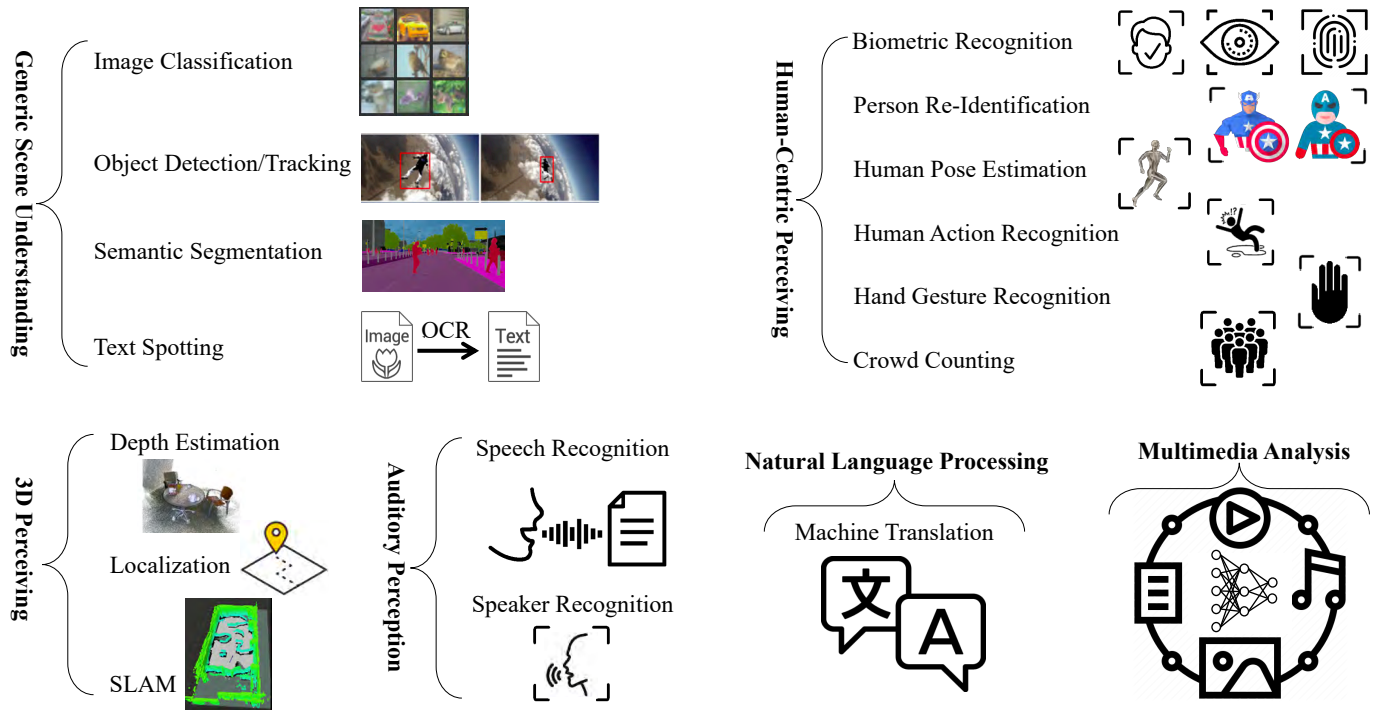 Generic Scene Understanding
Image Classification
Object Detection/Tracking
Semantic Segmentation
Text Spotting
Image
OCR
Text
Human-Centric Perceiving
Biometric Recognition
Person Re-Identification
A
Human Pose Estimation
Human Action Recognition
!?
Hand Gesture Recognition
Crowd Counting
3D Perceiving
Depth Estimation
Localization
SLAM
Auditory Perception
Speech Recognition
Speaker Recognition
Natural Language Processing
Machine Translation
文
A
Multimedia Analysis